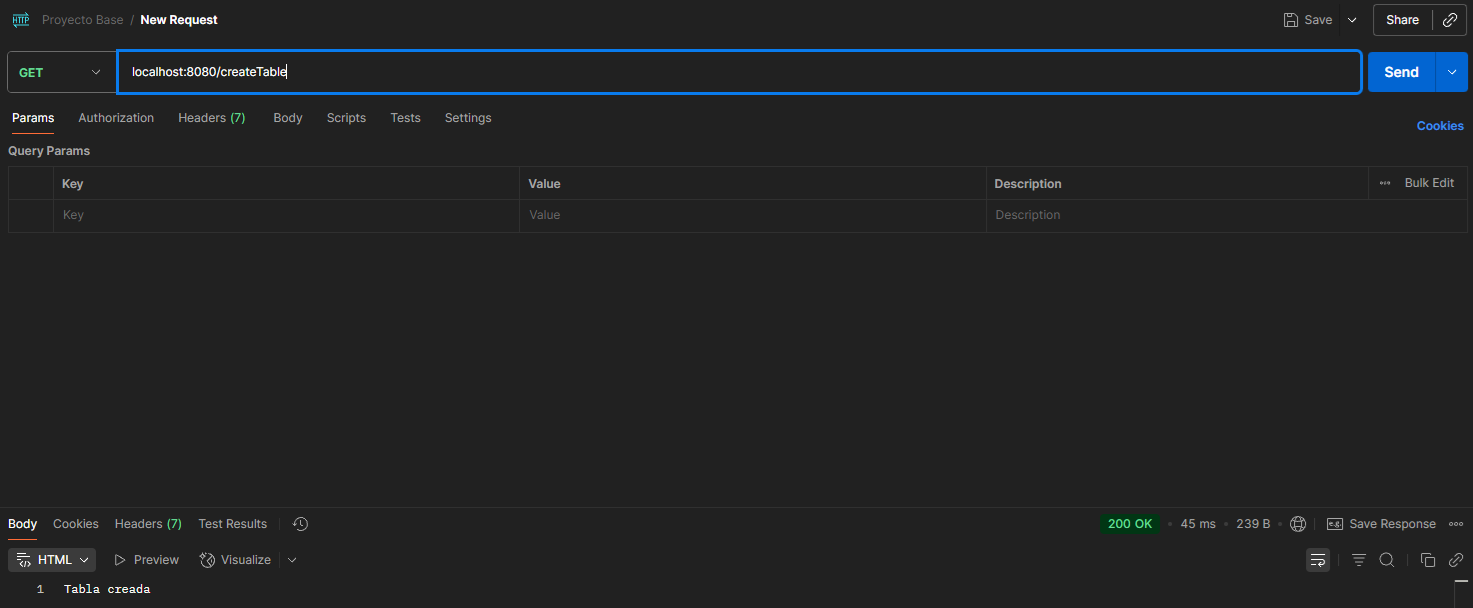 HTTP Proyecto Base / New Request Save Share
GET localhost:8080/createTable Send
Params Authorization Headers (7) Body Scripts Tests Settings Cookies
Query Params
Key Value Description Bulk Edit
Key Value Description
Body Cookies Headers (7) Test Results 200 OK • 45 ms • 239 B • e.g. Save Response
HTML Preview Visualize
1 Tabla creada